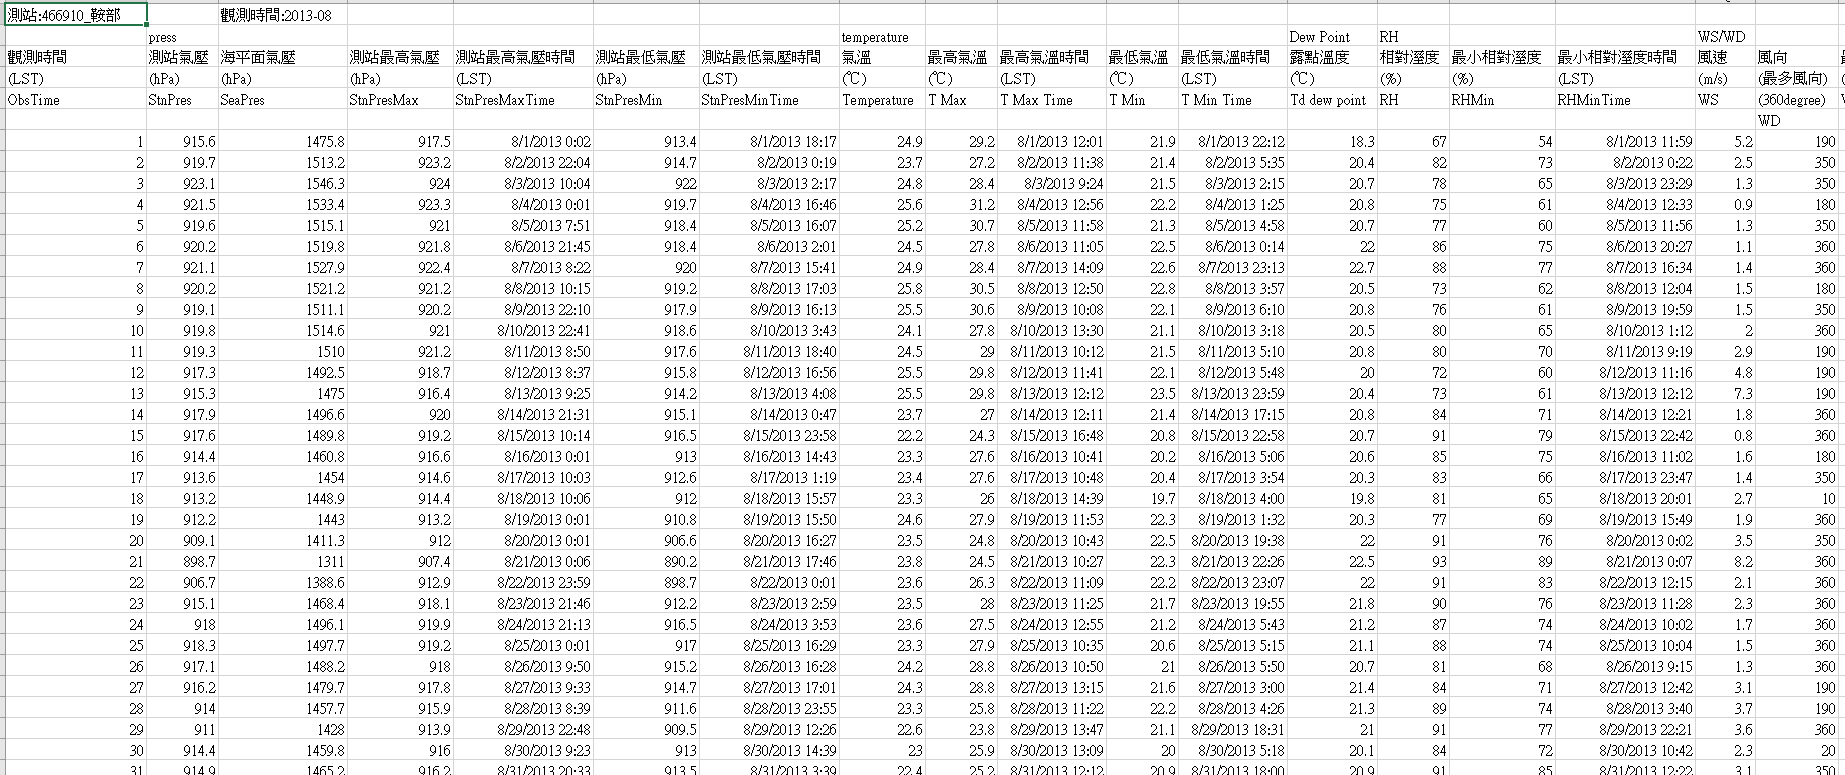 測站:466910_鞍部 觀測時間:2013-08
press temperature Dew Point RH WS/WD
觀測時間 測站氣壓 海平面氣壓 測站最高氣壓 測站最高氣壓時間 測站最低氣壓 測站最低氣壓時間 氣溫 最高氣溫 最高氣溫時間 最低氣溫 最低氣溫時間 露點溫度 相對溼度 最小相對溼度 最小相對溼度時間 風速 風向
(LST) (hPa) (hPa) (hPa) (LST) (hPa) (LST) (℃) (℃) (LST) (℃) (LST) (℃) (%) (%) (LST) (m/s) (最多風向)
ObsTime StnPres SeaPres StnPresMax StnPresMaxTime StnPresMin StnPresMinTime Temperature T Max T Max Time T Min T Min Time Td dew point RH RHMin RHMinTime WS (360degree)
WD
1 915.6 1475.8 917.5 8/1/2013 0:02 913.4 8/1/2013 18:17 24.9 29.2 8/1/2013 12:01 21.9 8/1/2013 22:12 18.3 67 54 8/1/2013 11:59 5.2 190
2 919.7 1513.2 923.2 8/2/2013 22:04 914.7 8/2/2013 0:19 23.7 27.2 8/2/2013 11:38 21.4 8/2/2013 5:35 20.4 82 73 8/2/2013 0:22 2.5 350
3 923.1 1546.3 924 8/3/2013 10:04 922 8/3/2013 2:17 24.8 28.4 8/3/2013 9:24 21.5 8/3/2013 2:15 20.7 78 65 8/3/2013 23:29 1.3 350
4 921.5 1533.4 923.3 8/4/2013 0:01 919.7 8/4/2013 16:46 25.6 31.2 8/4/2013 12:56 22.2 8/4/2013 1:25 20.8 75 61 8/4/2013 12:33 0.9 180
5 919.6 1515.1 921 8/5/2013 7:51 918.4 8/5/2013 16:07 25.2 30.7 8/5/2013 11:58 21.3 8/5/2013 4:58 20.7 77 60 8/5/2013 11:56 1.3 350
6 920.2 1519.8 921.8 8/6/2013 21:45 918.4 8/6/2013 2:01 24.5 27.8 8/6/2013 11:05 22.5 8/6/2013 0:14 22 86 75 8/6/2013 20:27 1.1 360
7 921.1 1527.9 922.4 8/7/2013 8:22 920 8/7/2013 15:41 24.9 28.4 8/7/2013 14:09 22.6 8/7/2013 23:13 22.7 88 77 8/7/2013 16:34 1.4 360
8 920.2 1521.2 921.2 8/8/2013 10:15 919.2 8/8/2013 17:03 25.8 30.5 8/8/2013 12:50 22.8 8/8/2013 3:57 20.5 73 62 8/8/2013 12:04 1.5 180
9 919.1 1511.1 920.2 8/9/2013 22:10 917.9 8/9/2013 16:13 25.5 30.6 8/9/2013 10:08 22.1 8/9/2013 6:10 20.8 76 61 8/9/2013 19:59 1.5 350
10 919.8 1514.6 921 8/10/2013 22:41 918.6 8/10/2013 3:43 24.1 27.8 8/10/2013 13:30 21.1 8/10/2013 3:18 20.5 80 65 8/10/2013 1:12 2 360
11 919.3 1510 921.2 8/11/2013 8:50 917.6 8/11/2013 18:40 24.5 29 8/11/2013 10:12 21.5 8/11/2013 5:10 20.8 80 70 8/11/2013 9:19 2.9 190
12 917.3 1492.5 918.7 8/12/2013 8:37 915.8 8/12/2013 16:56 25.5 29.8 8/12/2013 11:41 22.1 8/12/2013 5:48 20 72 60 8/12/2013 11:16 4.8 190
13 915.3 1475 916.4 8/13/2013 9:25 914.2 8/13/2013 4:08 25.5 29.8 8/13/2013 12:12 23.5 8/13/2013 23:59 20.4 73 61 8/13/2013 12:12 7.3 190
14 917.9 1496.6 920 8/14/2013 21:31 915.1 8/14/2013 0:47 23.7 27 8/14/2013 12:11 21.4 8/14/2013 17:15 20.8 84 71 8/14/2013 12:21 1.8 360
15 917.6 1489.8 919.2 8/15/2013 10:14 916.5 8/15/2013 23:58 22.2 24.3 8/15/2013 16:48 20.8 8/15/2013 22:58 20.7 91 79 8/15/2013 22:42 0.8 360
16 914.4 1460.8 916.6 8/16/2013 0:01 913 8/16/2013 14:43 23.3 27.6 8/16/2013 10:41 20.2 8/16/2013 5:06 20.6 85 75 8/16/2013 11:02 1.6 180
17 913.6 1454 914.6 8/17/2013 10:03 912.6 8/17/2013 1:19 23.4 27.6 8/17/2013 10:48 20.4 8/17/2013 3:54 20.3 83 66 8/17/2013 23:47 1.4 350
18 913.2 1448.9 914.4 8/18/2013 10:06 912 8/18/2013 15:57 23.3 26 8/18/2013 14:39 19.7 8/18/2013 4:00 19.8 81 65 8/18/2013 20:01 2.7 10
19 912.2 1443 913.2 8/19/2013 0:01 910.8 8/19/2013 15:50 24.6 27.9 8/19/2013 11:53 22.3 8/19/2013 1:32 20.3 77 69 8/19/2013 15:49 1.9 360
20 909.1 1411.3 912 8/20/2013 0:01 906.6 8/20/2013 16:27 23.5 24.8 8/20/2013 10:43 22.5 8/20/2013 19:38 22 91 76 8/20/2013 0:02 3.5 350
21 898.7 1311 907.4 8/21/2013 0:06 890.2 8/21/2013 17:46 23.8 24.5 8/21/2013 10:27 22.3 8/21/2013 22:26 22.5 93 89 8/21/2013 0:07 8.2 360
22 906.7 1388.6 912.9 8/22/2013 23:59 898.7 8/22/2013 0:01 23.6 26.3 8/22/2013 11:09 22.2 8/22/2013 23:07 22 91 83 8/22/2013 12:15 2.1 360
23 915.1 1468.4 918.1 8/23/2013 21:46 912.2 8/23/2013 2:59 23.5 28 8/23/2013 11:25 21.7 8/23/2013 19:55 21.8 90 76 8/23/2013 11:28 2.3 360
24 918 1496.1 919.9 8/24/2013 21:13 916.5 8/24/2013 3:53 23.6 27.5 8/24/2013 12:55 21.2 8/24/2013 5:43 21.2 87 74 8/24/2013 10:02 1.7 360
25 918.3 1497.7 919.2 8/25/2013 0:01 917 8/25/2013 16:29 23.3 27.9 8/25/2013 10:35 20.6 8/25/2013 5:15 21.1 88 74 8/25/2013 10:04 1.5 360
26 917.1 1488.2 918 8/26/2013 9:50 915.2 8/26/2013 16:28 24.2 28.8 8/26/2013 10:50 21 8/26/2013 5:50 20.7 81 68 8/26/2013 9:15 1.3 360
27 916.2 1479.7 917.8 8/27/2013 9:33 914.7 8/27/2013 17:01 24.3 28.8 8/27/2013 13:15 21.6 8/27/2013 3:00 21.4 84 71 8/27/2013 12:42 3.1 190
28 914 1457.7 915.9 8/28/2013 8:39 911.6 8/28/2013 23:55 23.3 25.8 8/28/2013 11:22 22.2 8/28/2013 4:26 21.3 89 74 8/28/2013 3:40 3.7 190
29 911 1428 913.9 8/29/2013 22:48 909.5 8/29/2013 12:26 22.6 23.8 8/29/2013 13:47 21.1 8/29/2013 18:31 21 91 77 8/29/2013 22:21 3.6 360
30 914.4 1459.8 916 8/30/2013 9:23 913 8/30/2013 14:39 23 25.9 8/30/2013 13:09 20 8/30/2013 5:18 20.1 84 72 8/30/2013 10:42 2.3 20
31 914.9 1465.2 916.2 8/31/2013 20:33 913.5 8/31/2013 3:39 22.4 25.2 8/31/2013 12:12 20.9 8/31/2013 18:00 20.9 91 85 8/31/2013 12:22 3.1 350